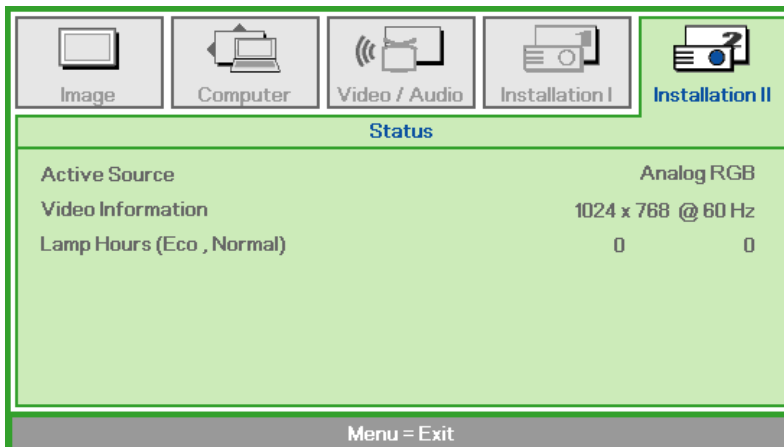 Image Computer Video / Audio Installation I Installation II
Status
Active Source Analog RGB
Video Information 1024 x 768 @ 60 Hz
Lamp Hours (Eco , Normal) 0 0
Menu = Exit